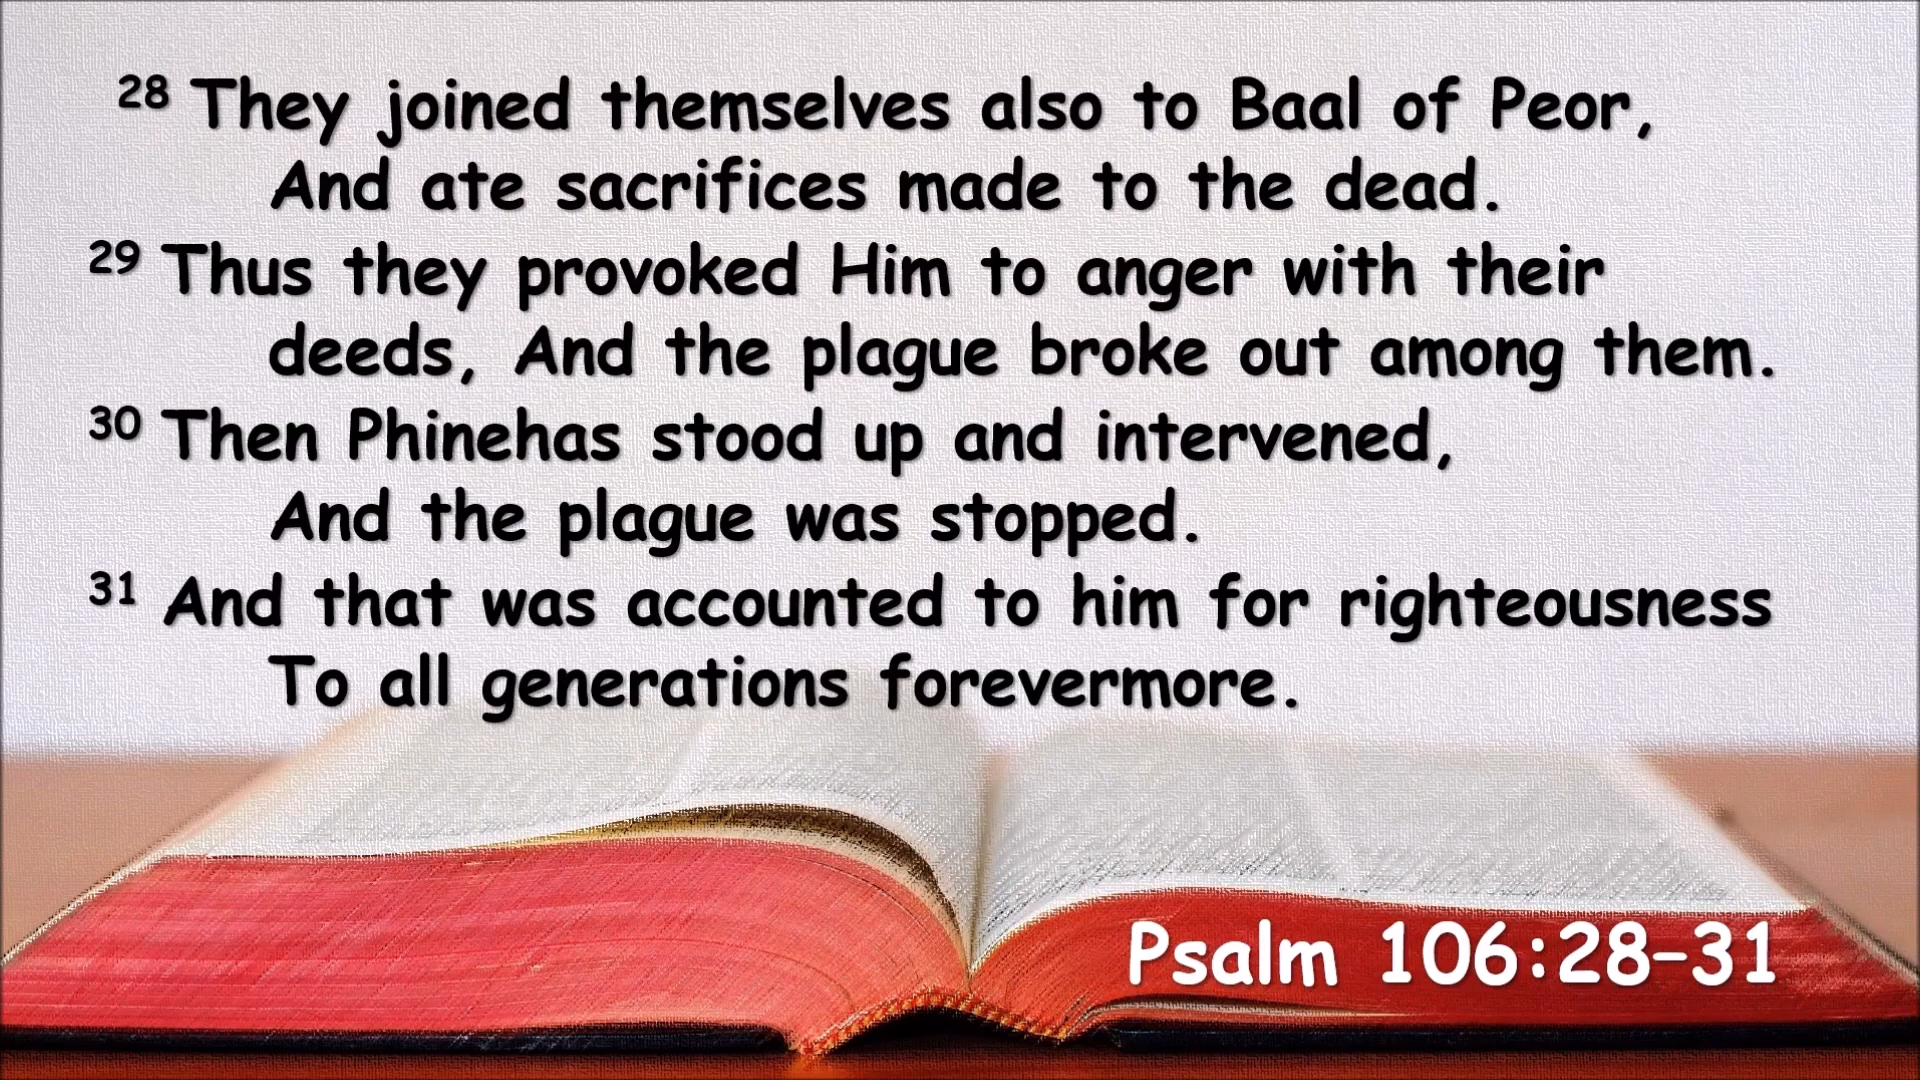 28 They joined themselves also to Baal of Peor,
And ate sacrifices made to the dead.
29 Thus they provoked Him to anger with their
deeds, And the plague broke out among them.
30 Then Phinehas stood up and intervened,
And the plague was stopped.
31 And that was accounted to him for righteousness
To all generations forevermore.
Psalm 106:28–31